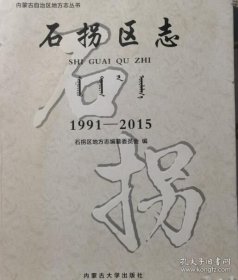 内蒙古自治区地方志丛书
石拐区志
SHI GUAI QU ZHI
1991—2015
石拐区地方志编纂委员会 编
石拐
内蒙古大学出版社